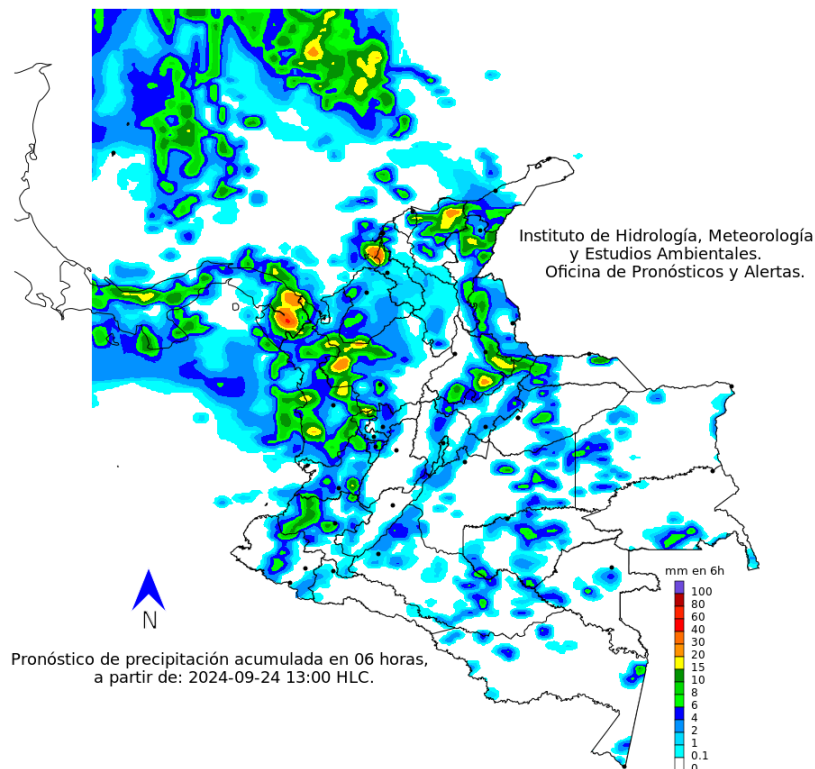 Instituto de Hidrología, Meteorología
y Estudios Ambientales.
Oficina de Pronósticos y Alertas.
mm en 6h
100
80
60
40
30
20
15
10
8
6
4
2
1
0.1
0
N
Pronóstico de precipitación acumulada en 06 horas,
a partir de: 2024-09-24 13:00 HLC.